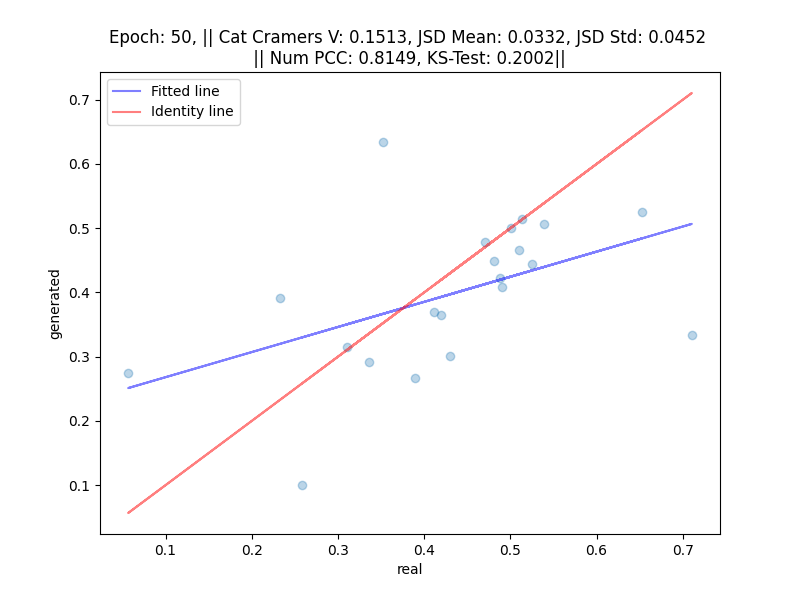 Epoch: 50, || Cat Cramers V: 0.1513, JSD Mean: 0.0332, JSD Std: 0.0452
|| Num PCC: 0.8149, KS-Test: 0.2002||
Fitted line
Identity line
0.7
0.6
0.5
0.4
0.3
0.2
0.1
generated
0.1 0.2 0.3 0.4 0.5 0.6 0.7
real